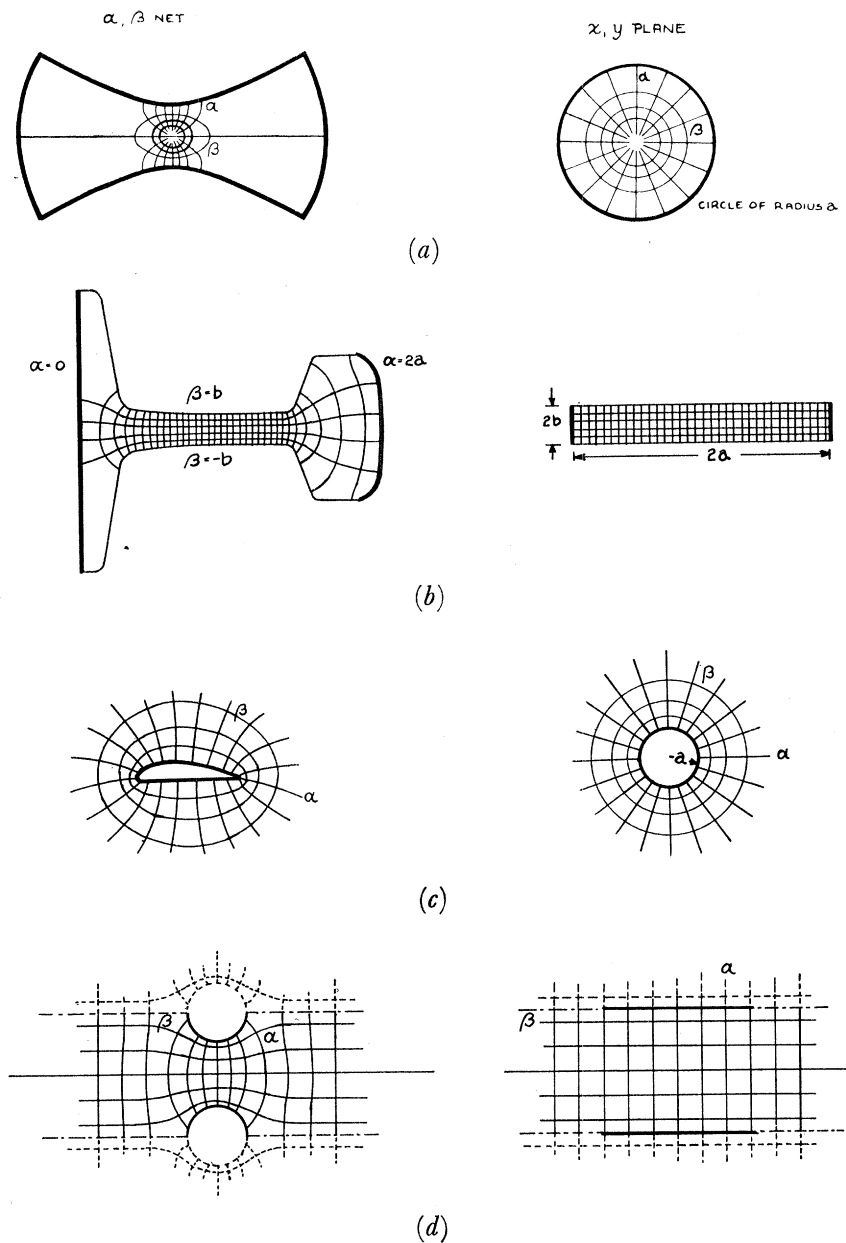 α, β NET
x, y PLANE
α
β
α
β
CIRCLE OF RADIUS a
(a)
α=0
β=b
α=2a
β=-b
2b
2a
(b)
β
α
β
a
α
(c)
β
α
α
β
(d)